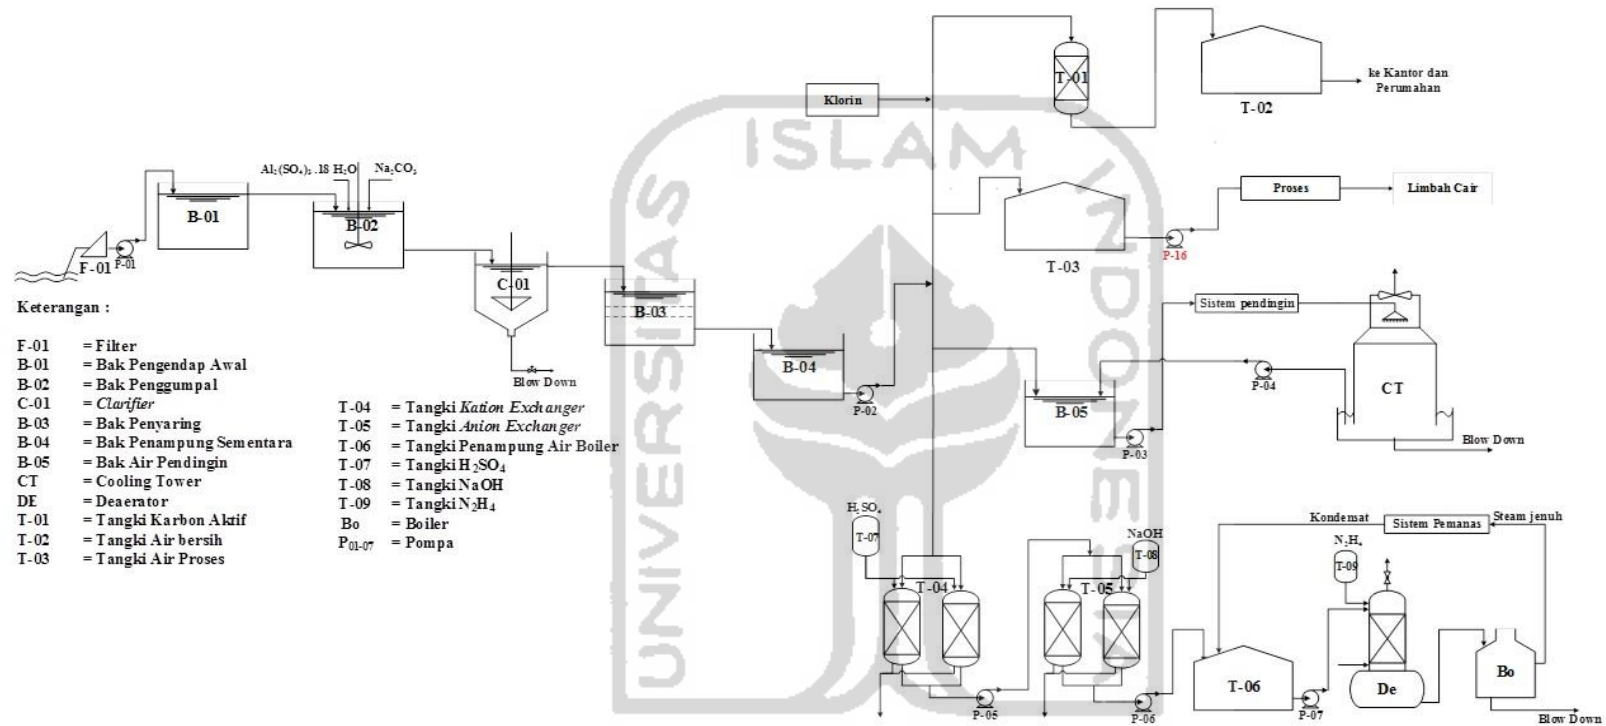 T-01
ke Kantor dan
Perumahan
T-02
Klorin
ISLAM
UNIVERSITAS
INDONESIA
Al₂(SO₄)₃ .18 H₂O
Na₂CO₃
B-01
B-02
F-01
P-01
C-01
B-03
Blow Down
B-04
P-02
T-03
P-16
Proses
Limbah Cair
Sistem pendingin
B-05
P-03
P-04
CT
Blow Down
Keterangan :
F-01 = Filter
B-01 = Bak Pengendap Awal
B-02 = Bak Penggumpal
C-01 = Clarifier
B-03 = Bak Penyaring
B-04 = Bak Penampung Sementara
B-05 = Bak Air Pendingin
CT = Cooling Tower
DE = Deaerator
T-01 = Tangki Karbon Aktif
T-02 = Tangki Air bersih
T-03 = Tangki Air Proses
T-04 = Tangki Kation Exchanger
T-05 = Tangki Anion Exchanger
T-06 = Tangki Penampung Air Boiler
T-07 = Tangki H₂SO₄
T-08 = Tangki NaOH
T-09 = Tangki N₂H₄
Bo = Boiler
P₀₁₋₀₇ = Pompa
H₂SO₄
T-07
T-04
P-05
NaOH
T-08
T-05
P-06
Kondensat
Sistem Pemanas
Steam jenuh
N₂H₄
T-09
T-06
P-07
De
Bo
Blow Down